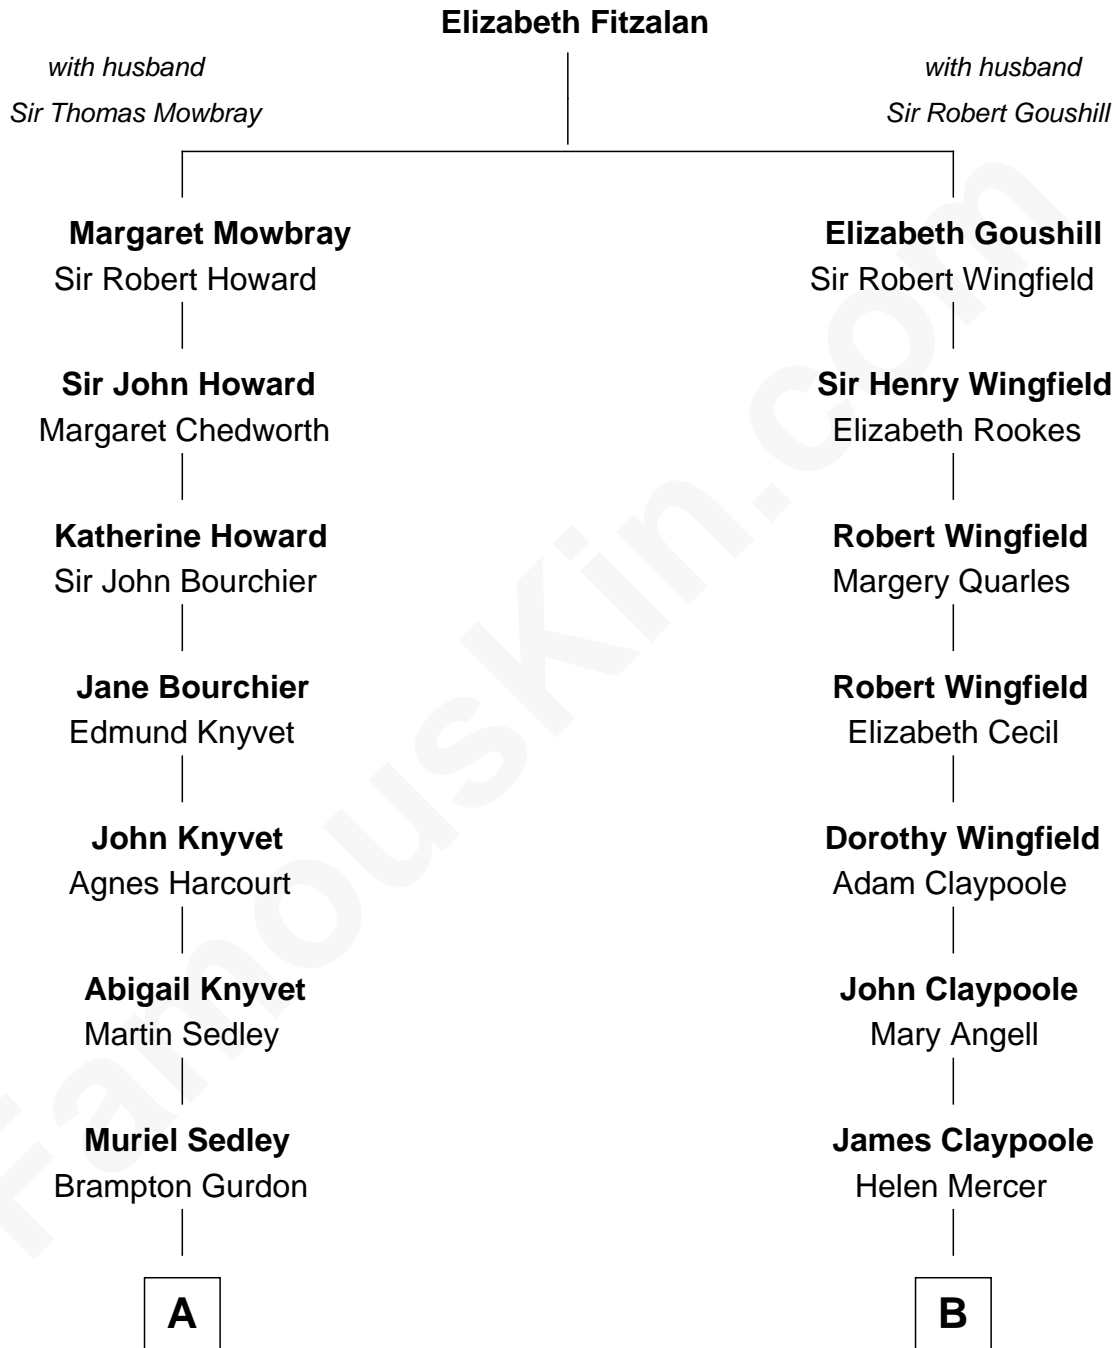 Elizabeth Fitzalan
with husband
Sir Thomas Mowbray
with husband
Sir Robert Goushill
Margaret Mowbray
Sir Robert Howard
Elizabeth Goushill
Sir Robert Wingfield
Sir John Howard
Margaret Chedworth
Sir Henry Wingfield
Elizabeth Rookes
Katherine Howard
Sir John Bourchier
Robert Wingfield
Margery Quarles
Jane Bourchier
Edmund Knyvet
Robert Wingfield
Elizabeth Cecil
John Knyvet
Agnes Harcourt
Dorothy Wingfield
Adam Claypoole
Abigail Knyvet
Martin Sedley
John Claypoole
Mary Angell
Muriel Sedley
Brampton Gurdon
James Claypoole
Helen Mercer
A
B
FamousKin.com